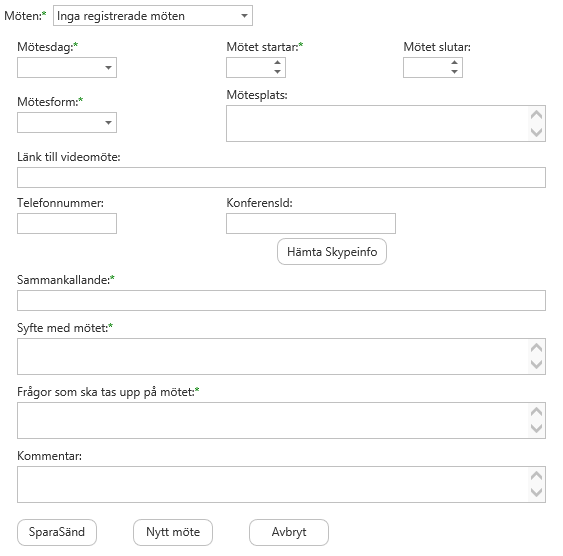 Möten:* Inga registrerade möten
Mötesdag:* Mötet startar:* Mötet slutar:
Mötesform:* Mötesplats:
Länk till videomöte:
Telefonnummer: KonferensId:
Hämta Skypeinfo
Sammankallande:*
Syfte med mötet:*
Frågor som ska tas upp på mötet:*
Kommentar:
SparaSänd Nytt möte Avbryt